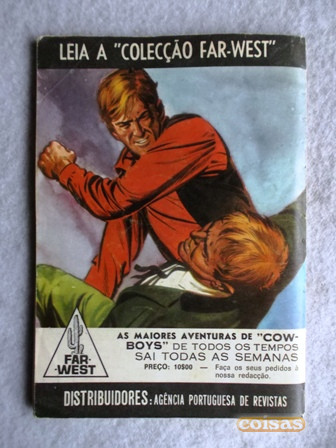 LEIA A "COLECÇÃO FAR-WEST"
AS MAIORES AVENTURAS DE "COW-
BOYS" DE TODOS OS TEMPOS
SAI TODAS AS SEMANAS
PREÇO: 10$00 — Faça os seus pedidos à
nossa redacção.
FAR-
WEST
DISTRIBUIDORES: AGÊNCIA PORTUGUESA DE REVISTAS
coisas